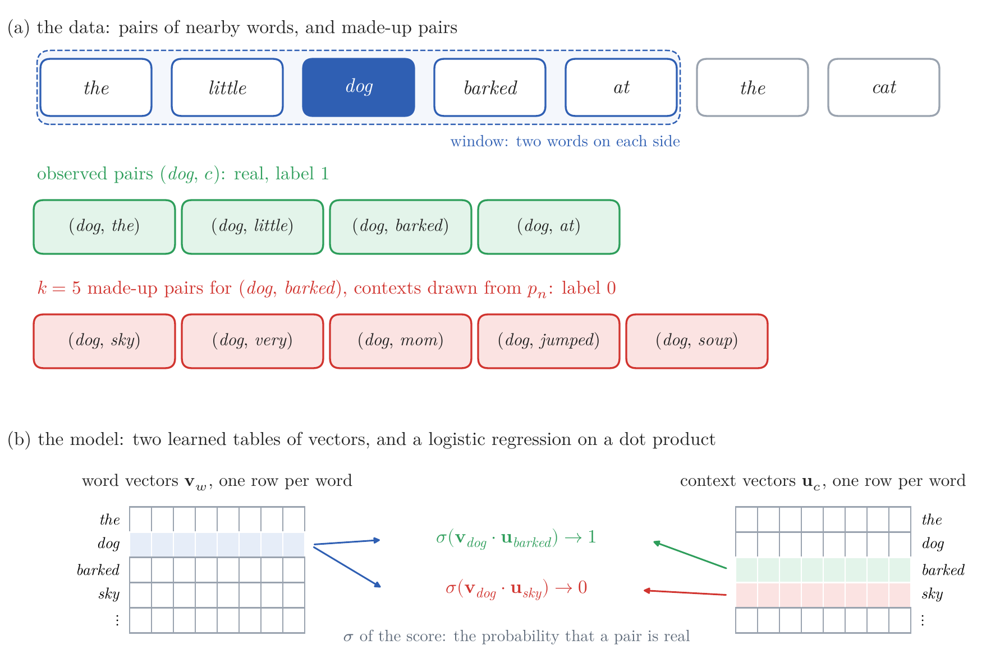 (a) the data: pairs of nearby words, and made-up pairs
the little dog barked at the cat
window: two words on each side
observed pairs (dog, c): real, label 1
(dog, the) (dog, little) (dog, barked) (dog, at)
k = 5 made-up pairs for (dog, barked), contexts drawn from pₙ: label 0
(dog, sky) (dog, very) (dog, mom) (dog, jumped) (dog, soup)
(b) the model: two learned tables of vectors, and a logistic regression on a dot product
word vectors v_w, one row per word
the
dog
barked
sky
⋮
σ(v_dog · u_barked) → 1
σ(v_dog · u_sky) → 0
σ of the score: the probability that a pair is real
context vectors u_c, one row per word
the
dog
barked
sky
⋮